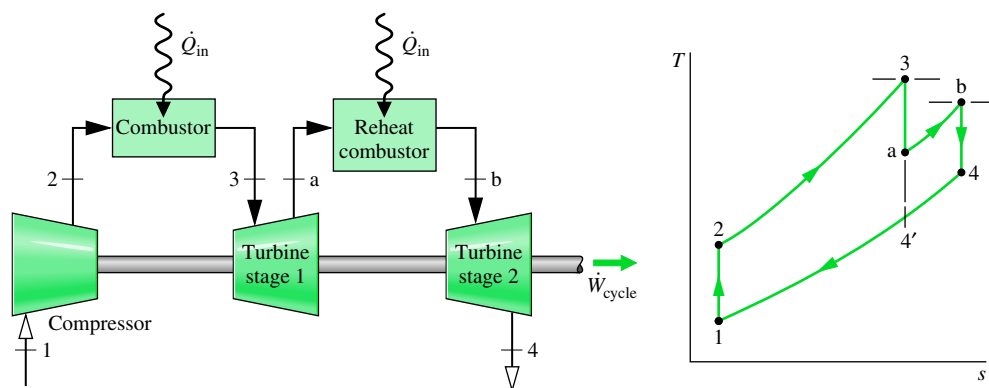 Q̇in
Q̇in
Combustor
Reheat
combustor
2
3
a
b
Turbine
stage 1
Turbine
stage 2
Ẇcycle
Compressor
1
4
T
3
b
a
4
2
4′
1
s